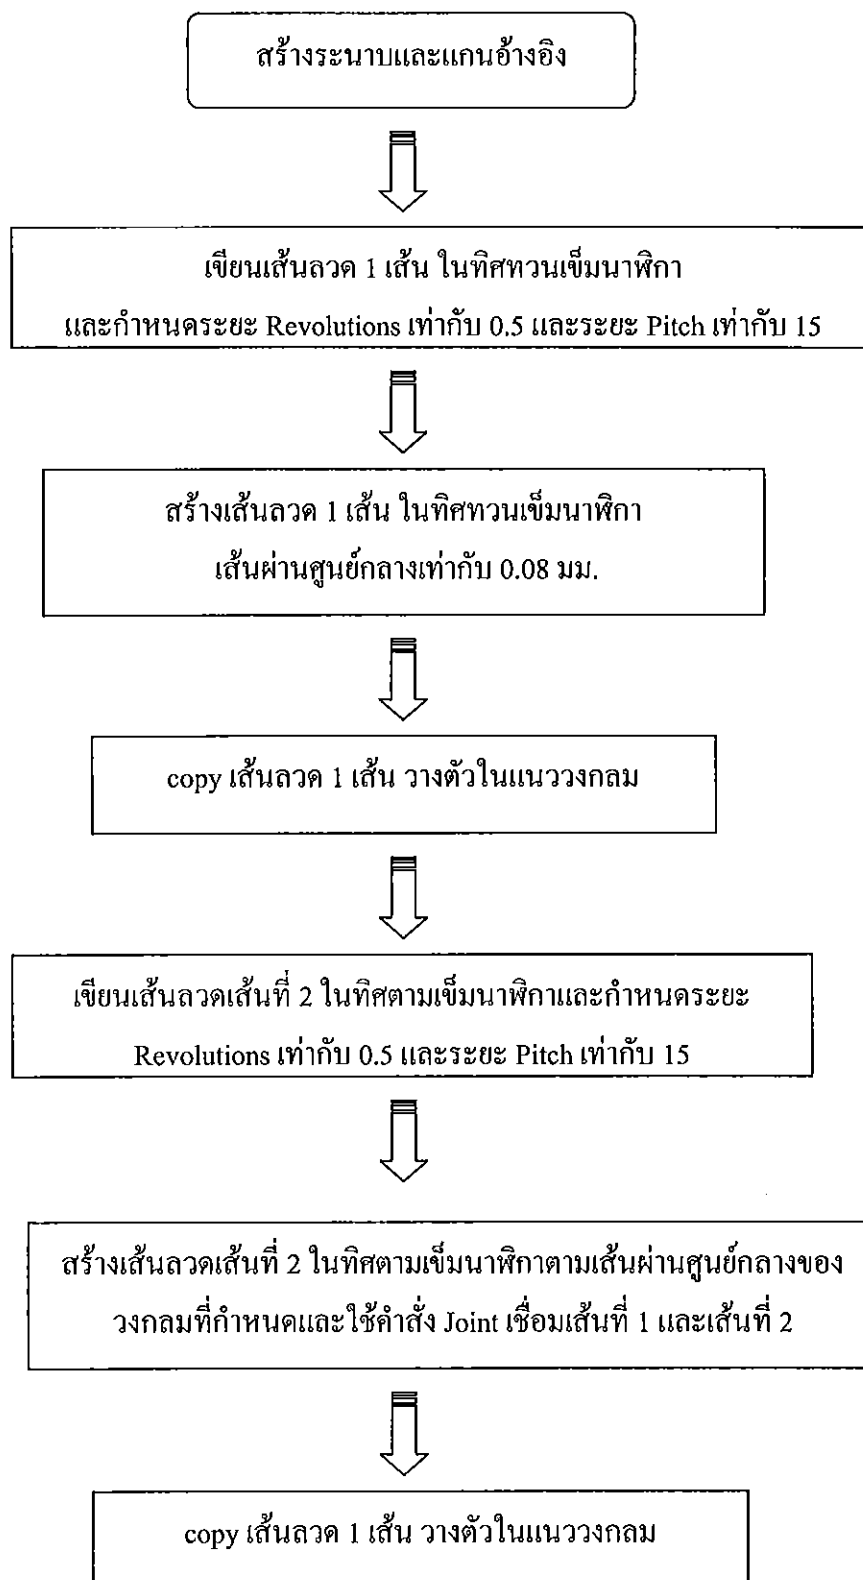 สร้างระนาบและแกนอ้างอิง
เขียนเส้นลวด 1 เส้น ในทิศทวนเข็มนาฬิกา
และกำหนดระยะ Revolutions เท่ากับ 0.5 และระยะ Pitch เท่ากับ 15
สร้างเส้นลวด 1 เส้น ในทิศทวนเข็มนาฬิกา
เส้นผ่านศูนย์กลางเท่ากับ 0.08 มม.
copy เส้นลวด 1 เส้น วางตัวในแนววงกลม
เขียนเส้นลวดเส้นที่ 2 ในทิศตามเข็มนาฬิกาและกำหนดระยะ
Revolutions เท่ากับ 0.5 และระยะ Pitch เท่ากับ 15
สร้างเส้นลวดเส้นที่ 2 ในทิศตามเข็มนาฬิกาตามเส้นผ่านศูนย์กลางของ
วงกลมที่กำหนดและใช้คำสั่ง Joint เชื่อมเส้นที่ 1 และเส้นที่ 2
copy เส้นลวด 1 เส้น วางตัวในแนววงกลม